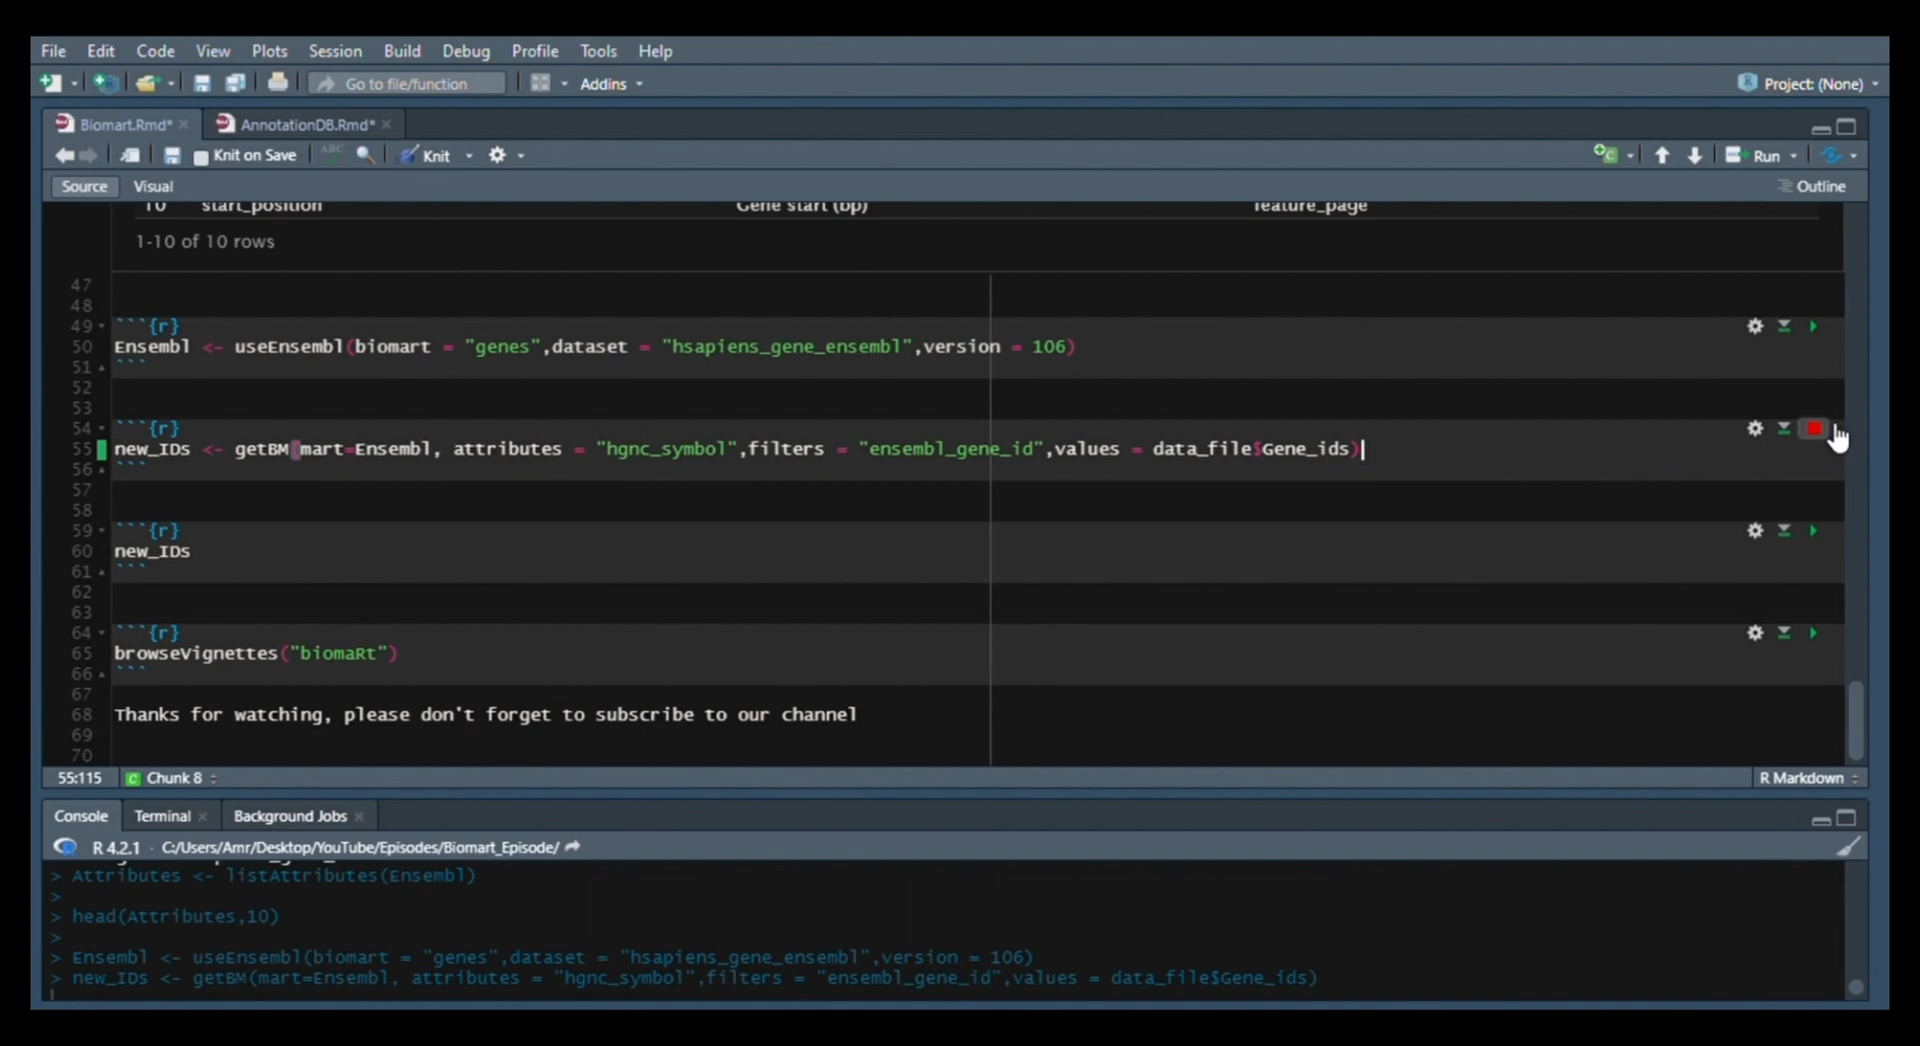 File Edit Code View Plots Session Build Debug Profile Tools Help
Go to file/function Addins Project: (None)
Biomart.Rmd* AnnotationDB.Rmd*
Knit on Save ABC Knit Run
Source Visual Outline
10 start_position Gene start (bp) feature_page
1-10 of 10 rows
47
48
49 ```{r}
50 Ensembl <- useEnsembl(biomart = "genes",dataset = "hsapiens_gene_ensembl",version = 106)
51 ```
52
53
54 ```{r}
55 new_IDs <- getBM(mart=Ensembl, attributes = "hgnc_symbol",filters = "ensembl_gene_id",values = data_file$Gene_ids)
56 ```
57
58
59 ```{r}
60 new_IDs
61 ```
62
63
64 ```{r}
65 browseVignettes("biomaRt")
66 ```
67
68 Thanks for watching, please don't forget to subscribe to our channel
69
70
55:115 C Chunk 8 R Markdown
Console Terminal Background Jobs
R 4.2.1 · C:/Users/Amr/Desktop/YouTube/Episodes/Biomart_Episode/
> Attributes <- listAttributes(Ensembl)
>
> head(Attributes,10)
>
> Ensembl <- useEnsembl(biomart = "genes",dataset = "hsapiens_gene_ensembl",version = 106)
> new_IDs <- getBM(mart=Ensembl, attributes = "hgnc_symbol",filters = "ensembl_gene_id",values = data_file$Gene_ids)